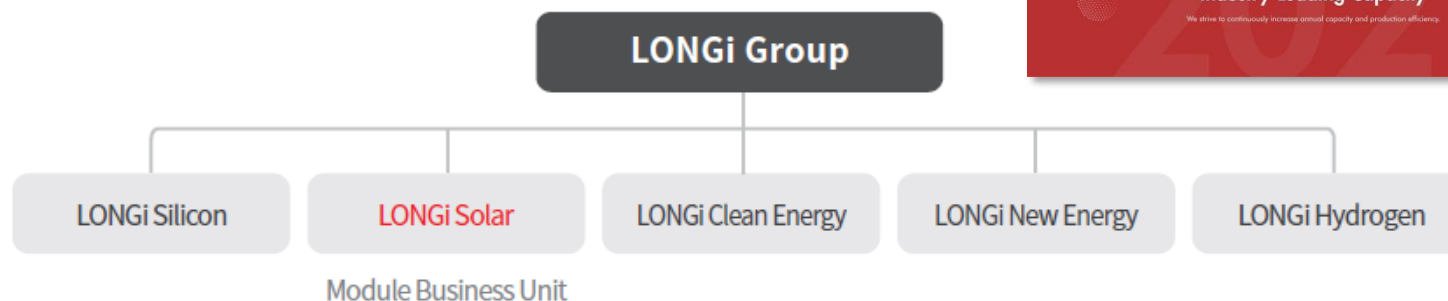 We strive to continuously increase annual capacity and production efficiency.
LONGi Group
LONGi Silicon
LONGi Solar
LONGi Clean Energy
LONGi New Energy
LONGi Hydrogen
Module Business Unit